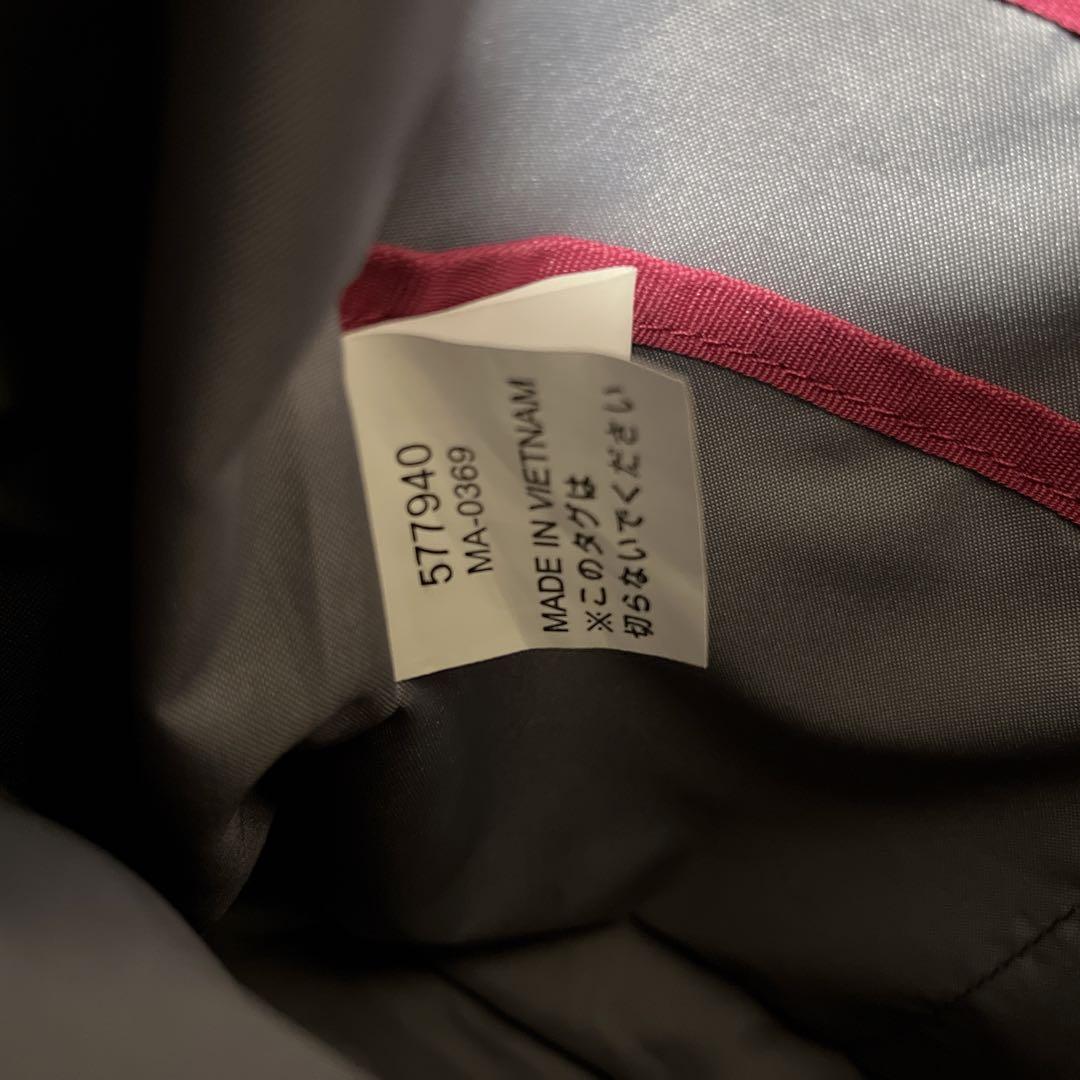 577940
MA-0369
MADE IN VIETNAM
※このタグは
切らないでください